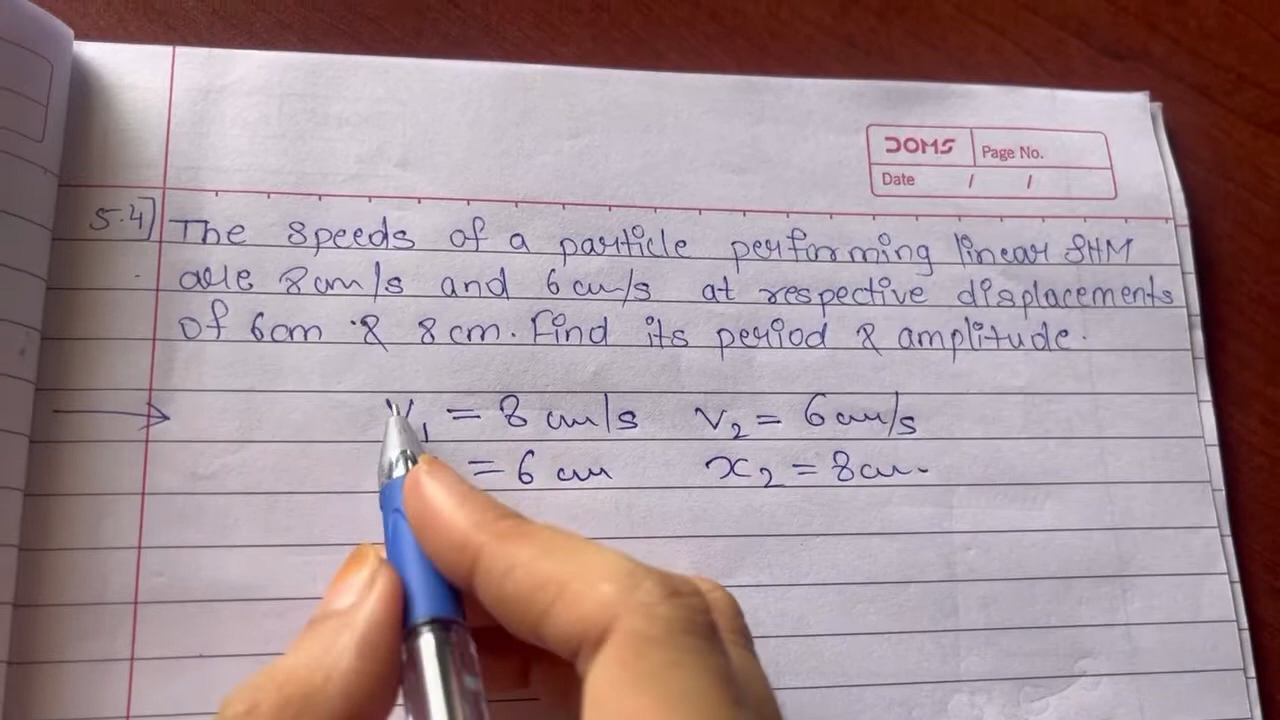 DOMS Page No.
Date / /
5.4] The speeds of a particle performing linear SHM
are 8cm/s and 6cm/s at respective displacements
of 6cm & 8cm. Find its period & amplitude.
V1 = 8 cm/s V2 = 6 cm/s
= 6 cm x2 = 8cm.